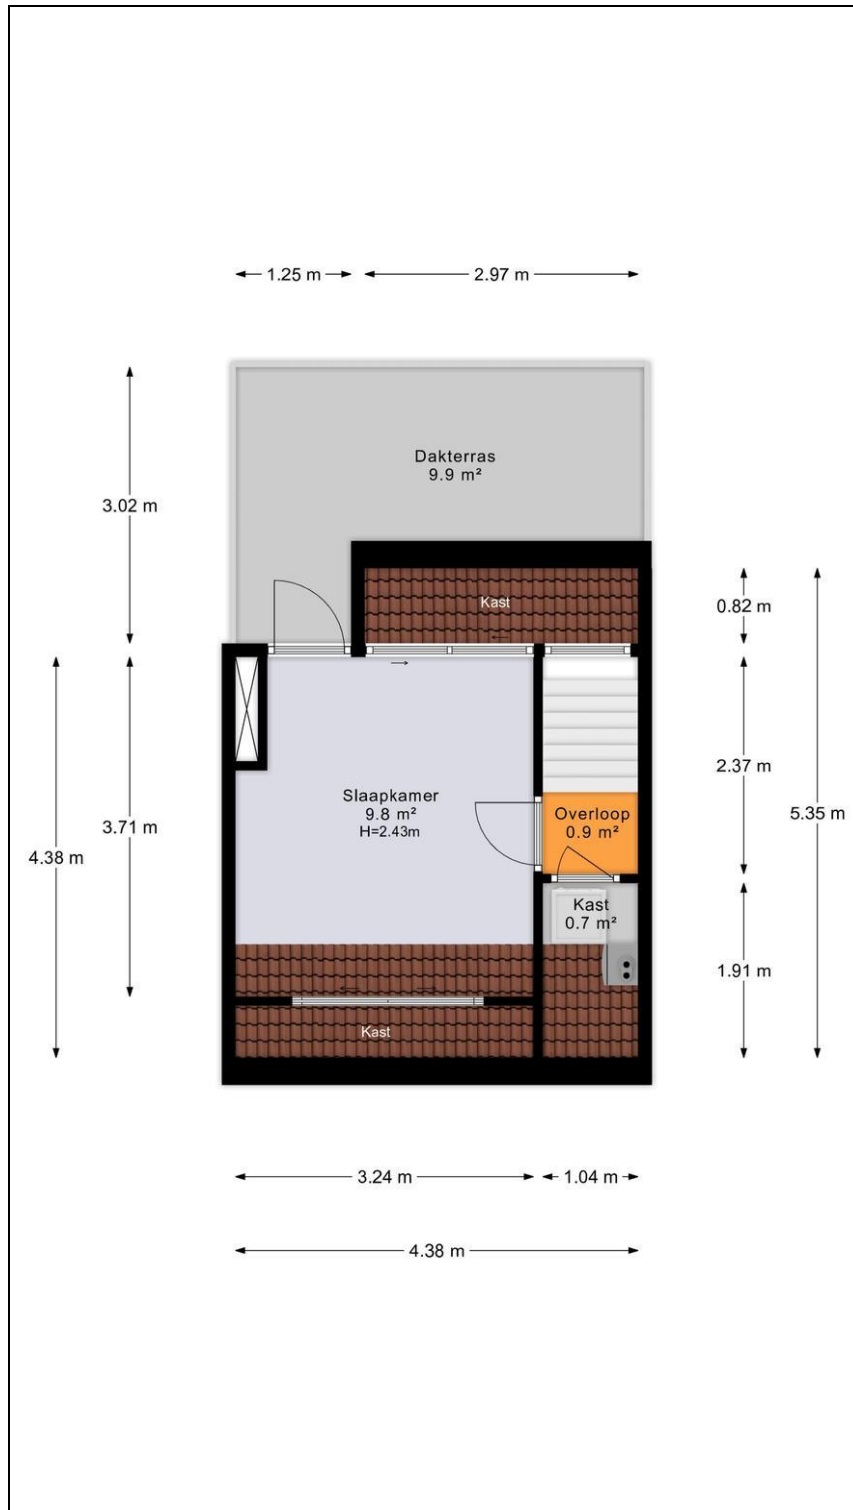 1.25 m
2.97 m
Dakterras
9.9 m²
3.02 m
Kast
0.82 m
Slaapkamer
9.8 m²
H=2.43m
Overloop
0.9 m²
2.37 m
5.35 m
3.71 m
4.38 m
Kast
0.7 m²
1.91 m
Kast
3.24 m
1.04 m
4.38 m